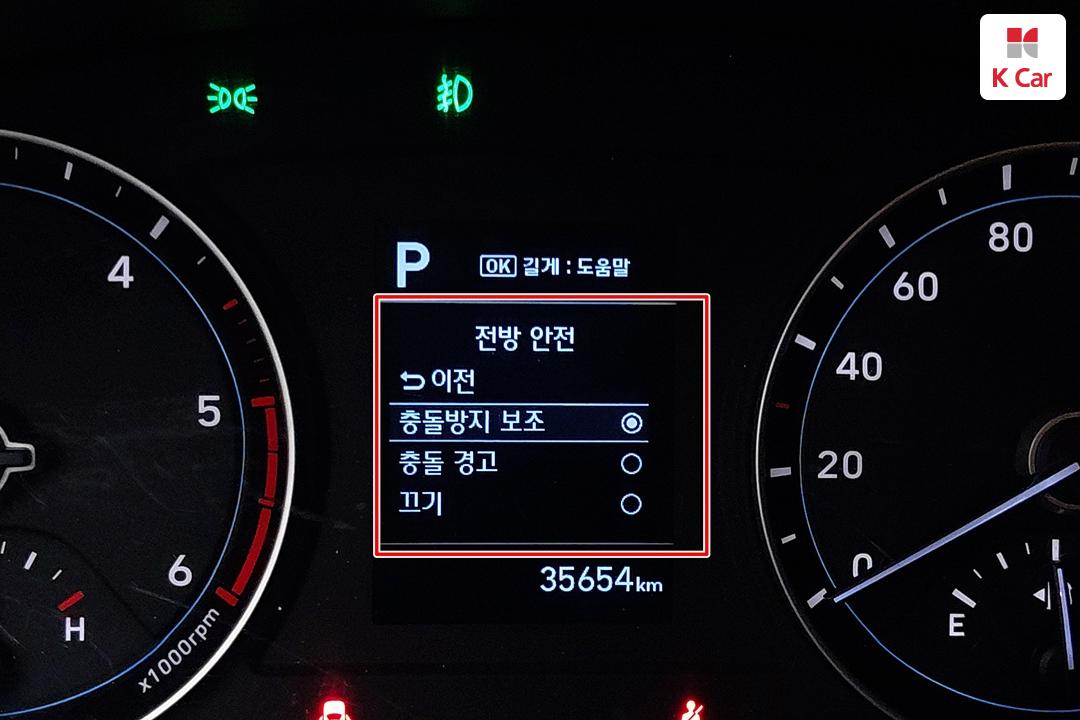 K Car
80
P
OK 길게 : 도움말
4
60
전방 안전
이전
40
충돌방지 보조
5
충돌 경고
20
끄기
6
0
35654km
H
E
x1000rpm